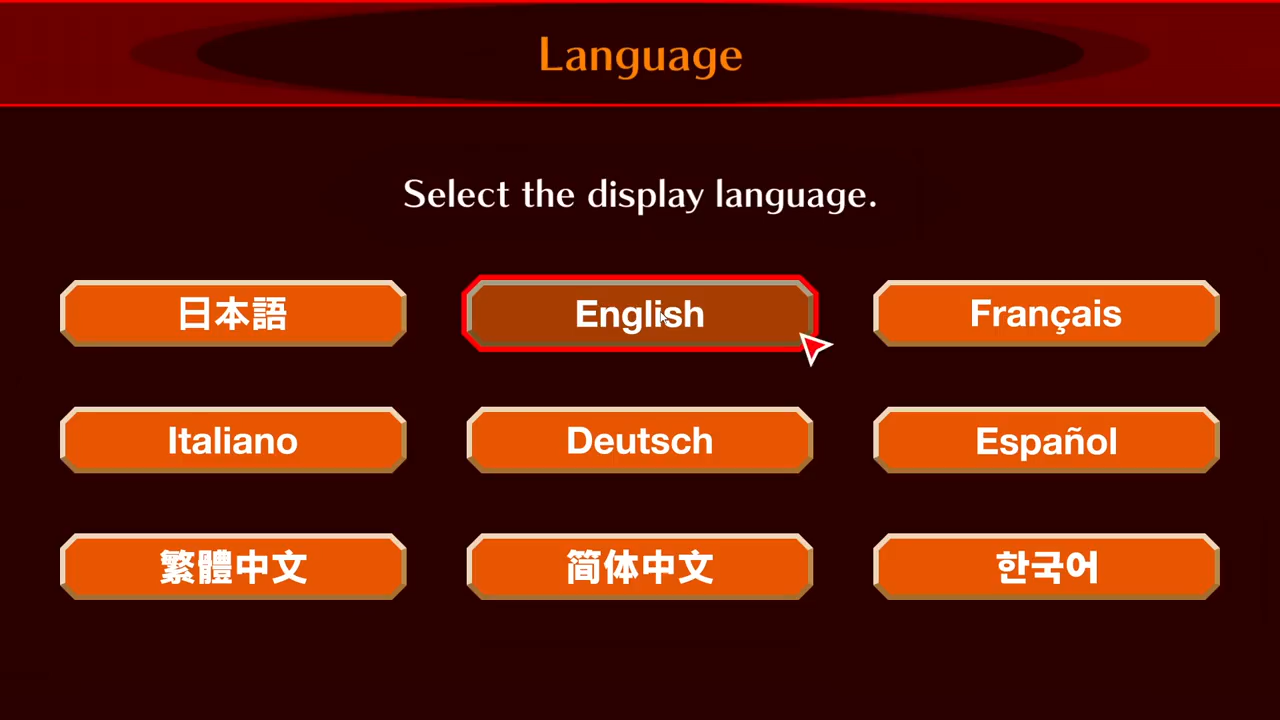 Language
Select the display language.
日本語
English
Français
Italiano
Deutsch
Español
繁體中文
简体中文
한국어